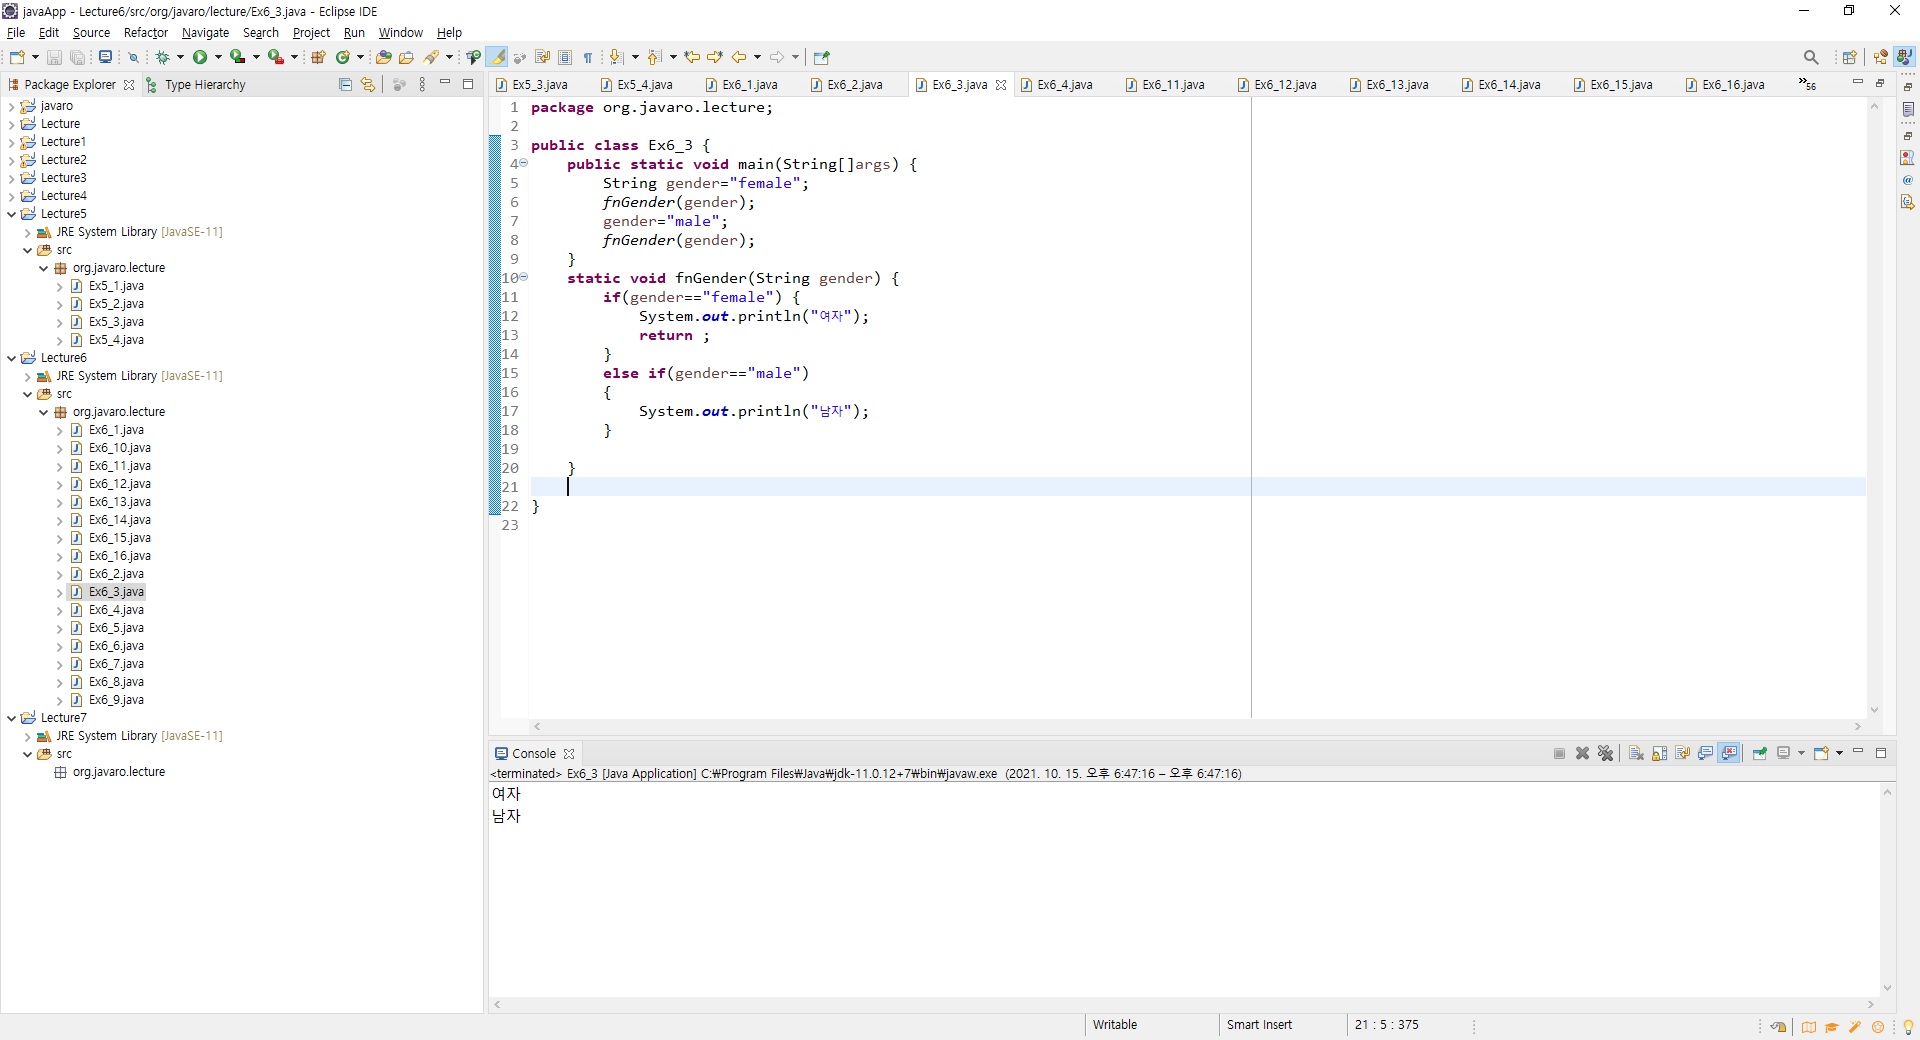 javaApp - Lecture6/src/org/javaro/lecture/Ex6_3.java - Eclipse IDE
File Edit Source Refactor Navigate Search Project Run Window Help
Package Explorer Type Hierarchy
javaro
Lecture
Lecture1
Lecture2
Lecture3
Lecture4
Lecture5
JRE System Library [JavaSE-11]
src
org.javaro.lecture
Ex5_1.java
Ex5_2.java
Ex5_3.java
Ex5_4.java
Lecture6
JRE System Library [JavaSE-11]
src
org.javaro.lecture
Ex6_1.java
Ex6_10.java
Ex6_11.java
Ex6_12.java
Ex6_13.java
Ex6_14.java
Ex6_15.java
Ex6_16.java
Ex6_2.java
Ex6_3.java
Ex6_4.java
Ex6_5.java
Ex6_6.java
Ex6_7.java
Ex6_8.java
Ex6_9.java
Lecture7
JRE System Library [JavaSE-11]
src
org.javaro.lecture
Ex5_3.java Ex5_4.java Ex6_1.java Ex6_2.java Ex6_3.java Ex6_4.java Ex6_11.java Ex6_12.java Ex6_13.java Ex6_14.java Ex6_15.java Ex6_16.java »56
1 package org.javaro.lecture;
2
3 public class Ex6_3 {
4 public static void main(String[]args) {
5 String gender="female";
6 fnGender(gender);
7 gender="male";
8 fnGender(gender);
9 }
10 static void fnGender(String gender) {
11 if(gender=="female") {
12 System.out.println("여자");
13 return ;
14 }
15 else if(gender=="male")
16 {
17 System.out.println("남자");
18 }
19
20 }
21
22 }
23
Console
<terminated> Ex6_3 [Java Application] C:₩Program Files₩Java₩jdk-11.0.12+7₩bin₩javaw.exe (2021. 10. 15. 오후 6:47:16 – 오후 6:47:16)
여자
남자
Writable Smart Insert 21 : 5 : 375